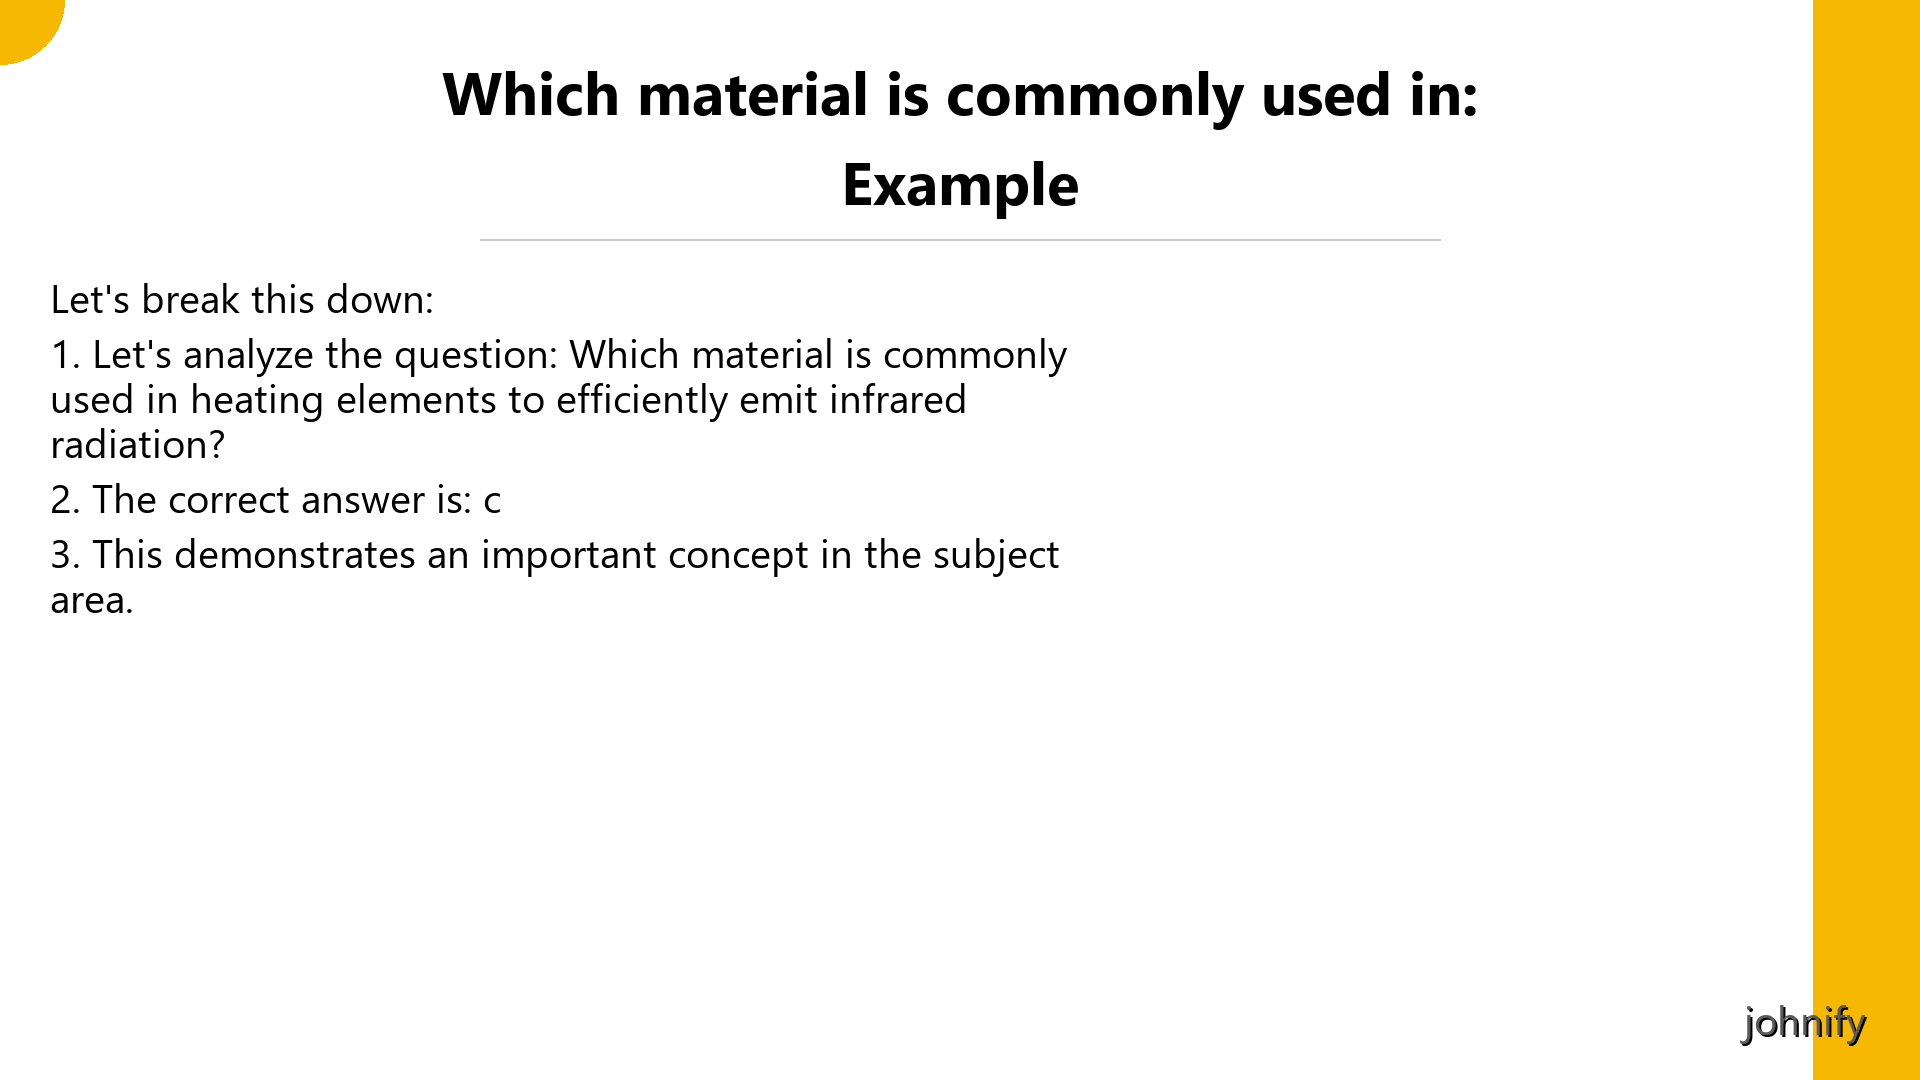 Which material is commonly used in:
Example
Let's break this down:
1. Let's analyze the question: Which material is commonly
used in heating elements to efficiently emit infrared
radiation?
2. The correct answer is: c
3. This demonstrates an important concept in the subject
area.
johnify